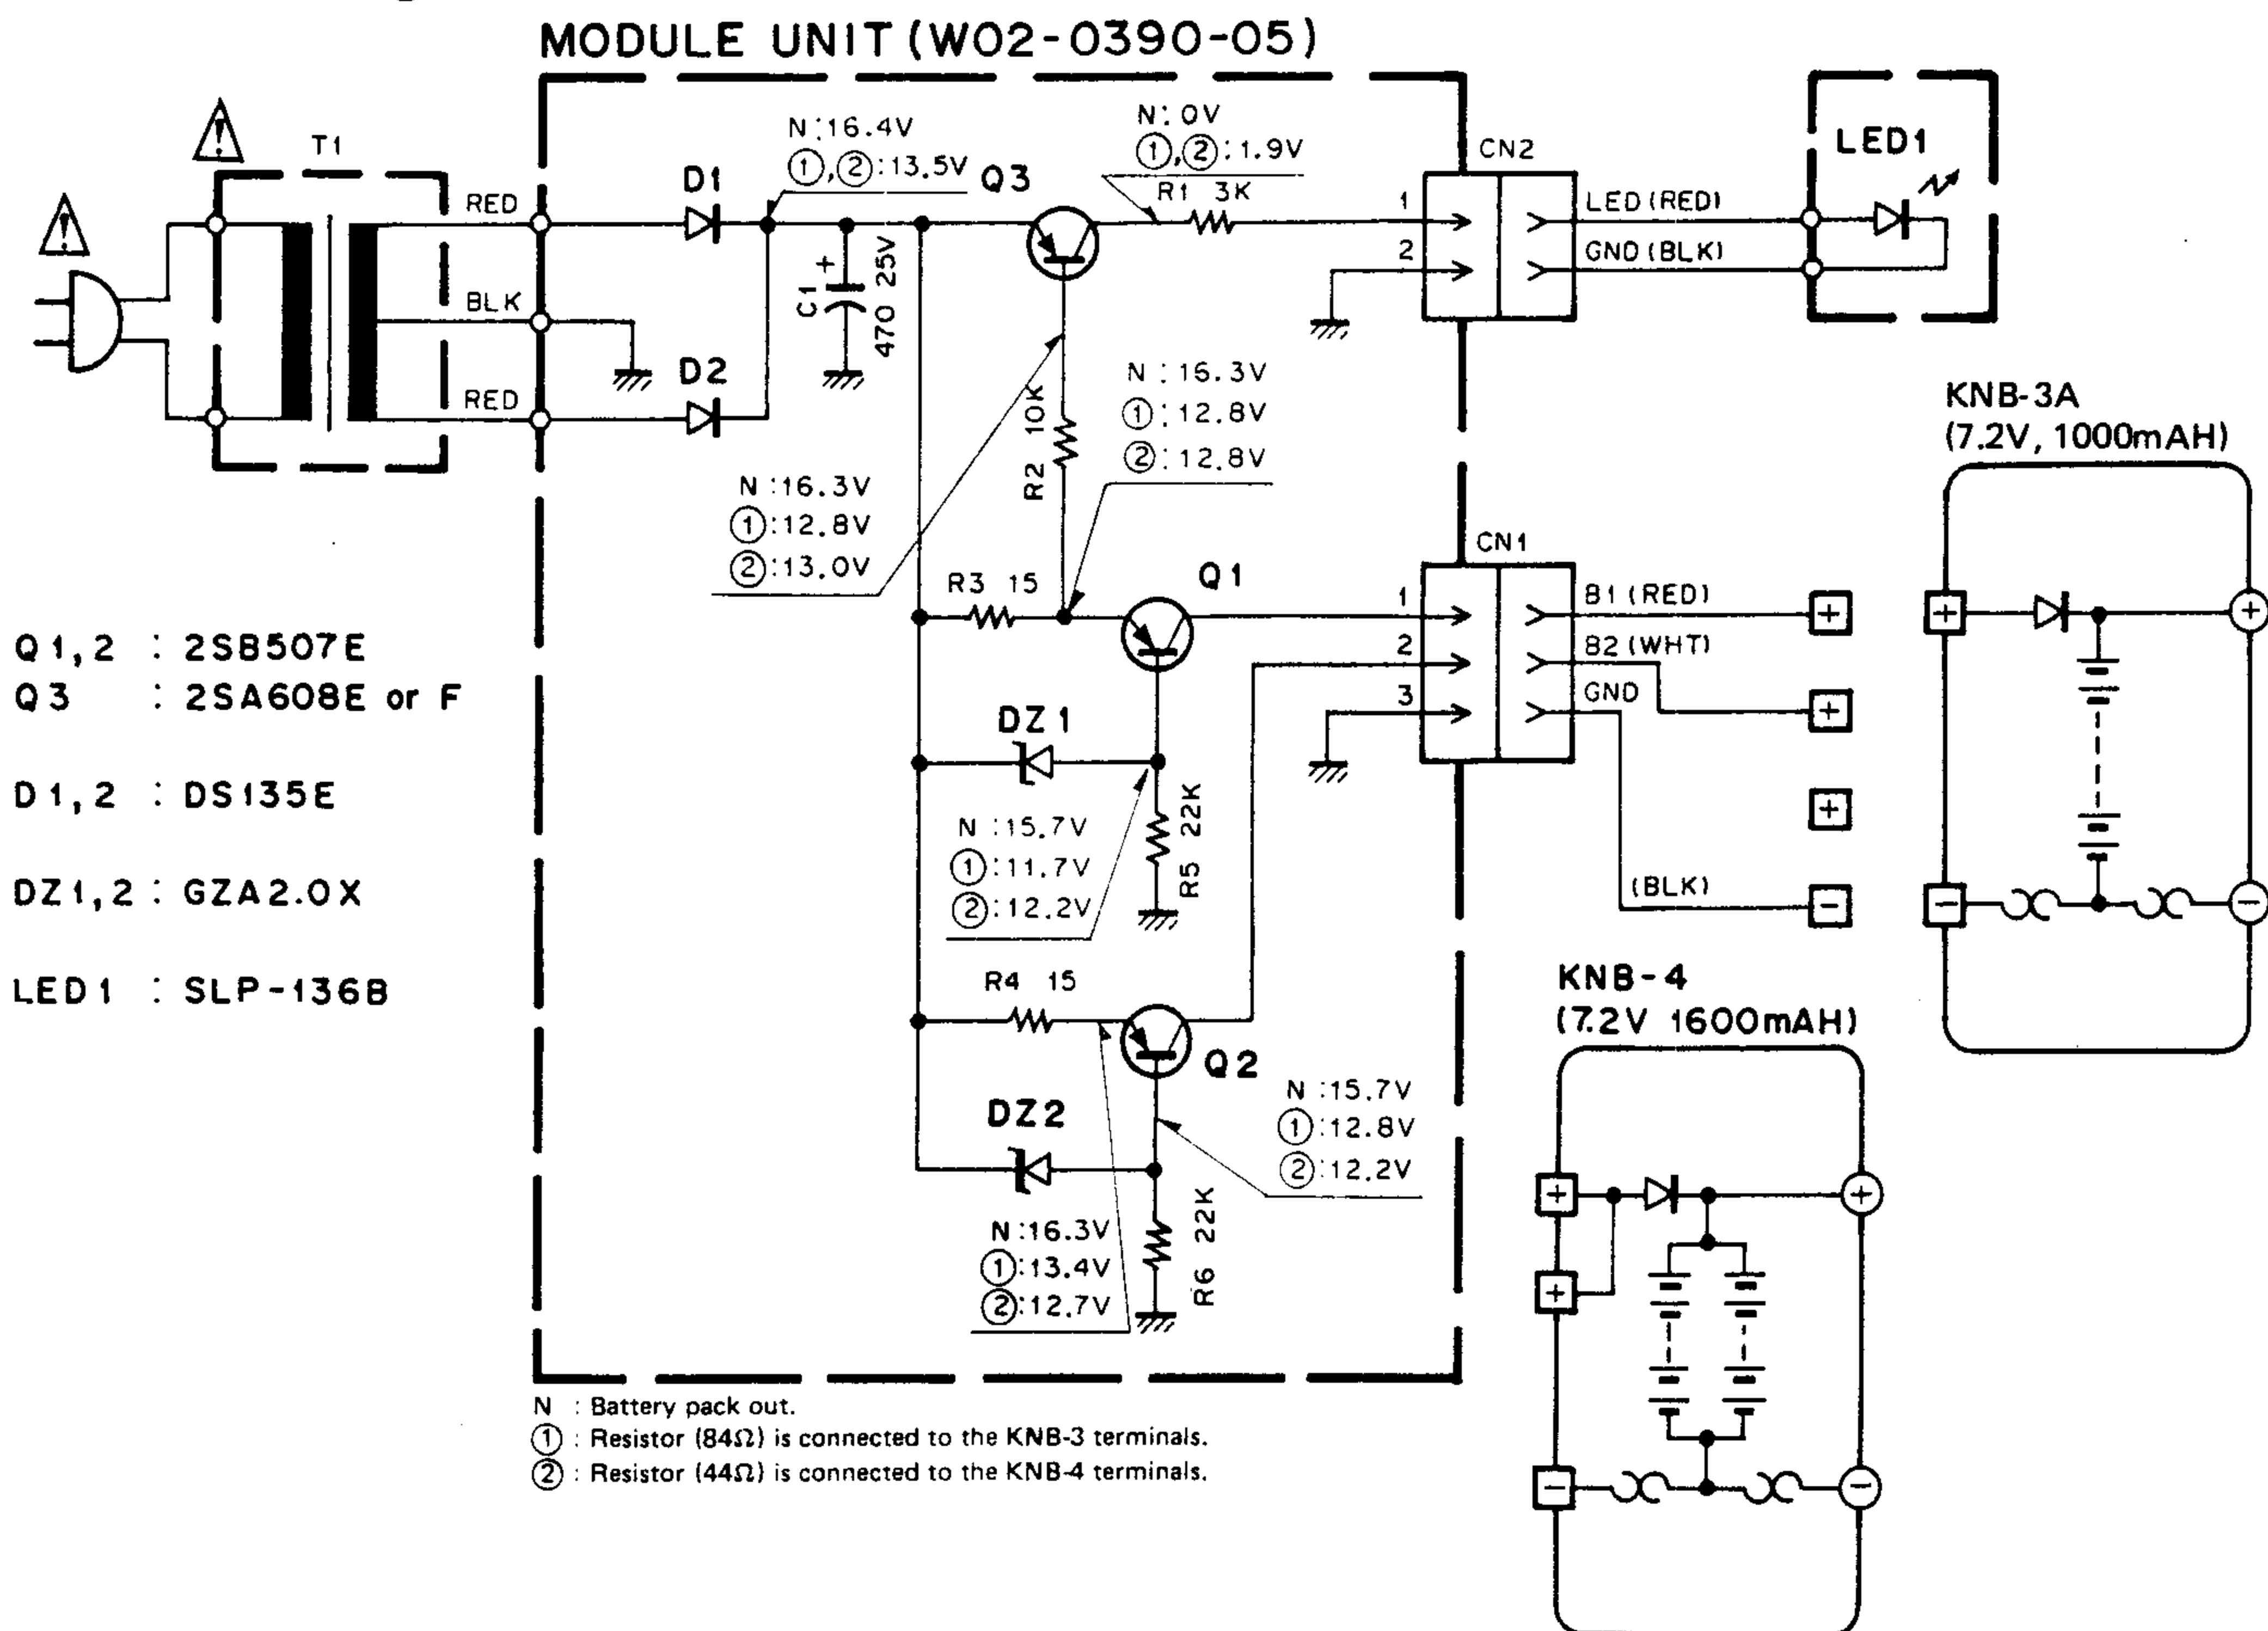 MODULE UNIT (W02-0390-05)
T1
RED
BLK
RED
D1
D2
N:16.4V
①,②:13.5V
Q3
C1
+
470 25V
N:0V
①,②:1.9V
R1 3K
CN2
1
2
LED (RED)
GND (BLK)
LED1
R2 10K
N:16.3V
①:12.8V
②:12.8V
N:16.3V
①:12.8V
②:13.0V
R3 15
Q1
CN1
1
2
3
B1 (RED)
B2 (WHT)
GND
(BLK)
+
+
+
−
DZ1
N:15.7V
①:11.7V
②:12.2V
R5 22K
R4 15
Q2
DZ2
N:15.7V
①:12.8V
②:12.2V
N:16.3V
①:13.4V
②:12.7V
R6 22K
Q1,2 : 2SB507E
Q3 : 2SA608E or F
D1,2 : DS135E
DZ1,2 : GZA2.0X
LED1 : SLP-136B
KNB-3A
(7.2V, 1000mAH)
+
+
−
−
KNB-4
(7.2V 1600mAH)
+
+
+
−
−
N : Battery pack out.
① : Resistor (84Ω) is connected to the KNB-3 terminals.
② : Resistor (44Ω) is connected to the KNB-4 terminals.